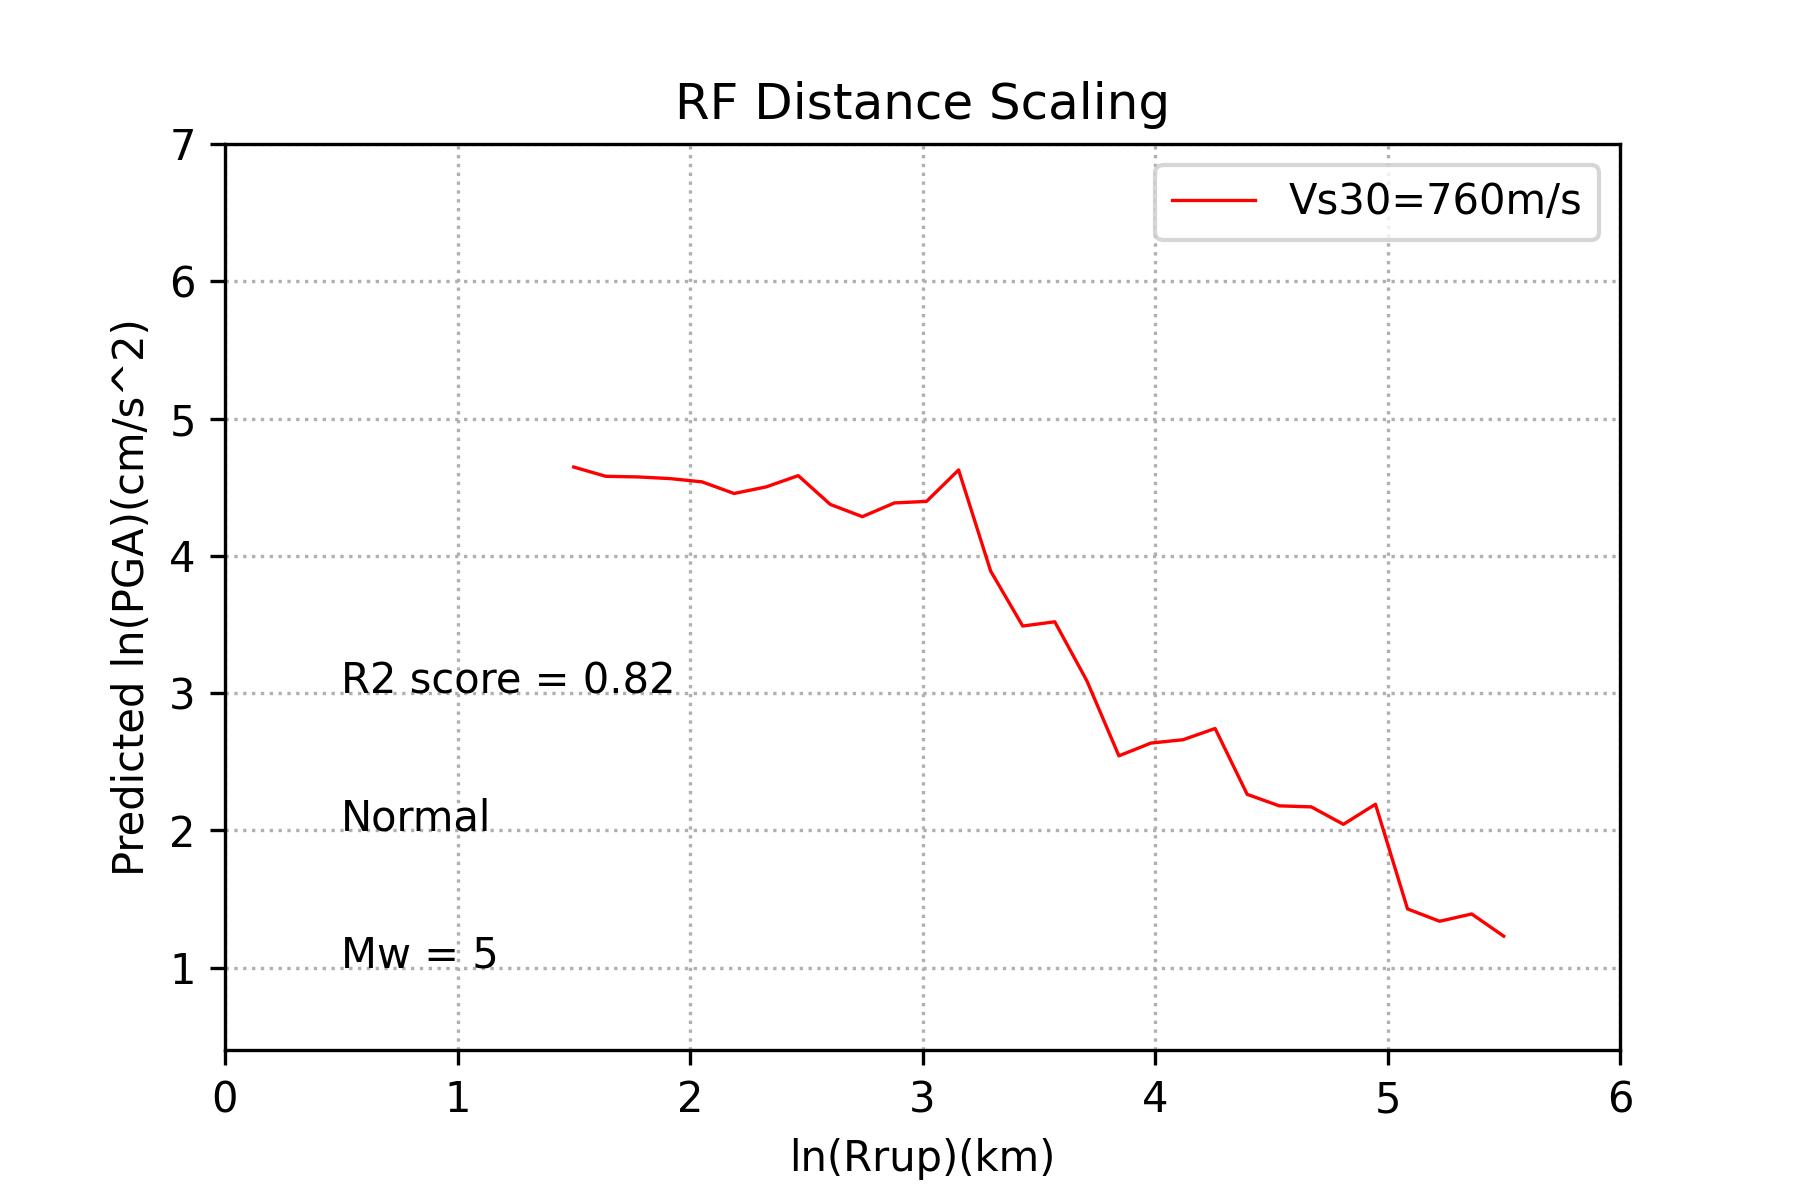 RF Distance Scaling
Vs30=760m/s
Predicted ln(PGA)(cm/s^2)
7
6
5
4
3
2
1
R2 score = 0.82
Normal
Mw = 5
0 1 2 3 4 5 6
ln(Rrup)(km)